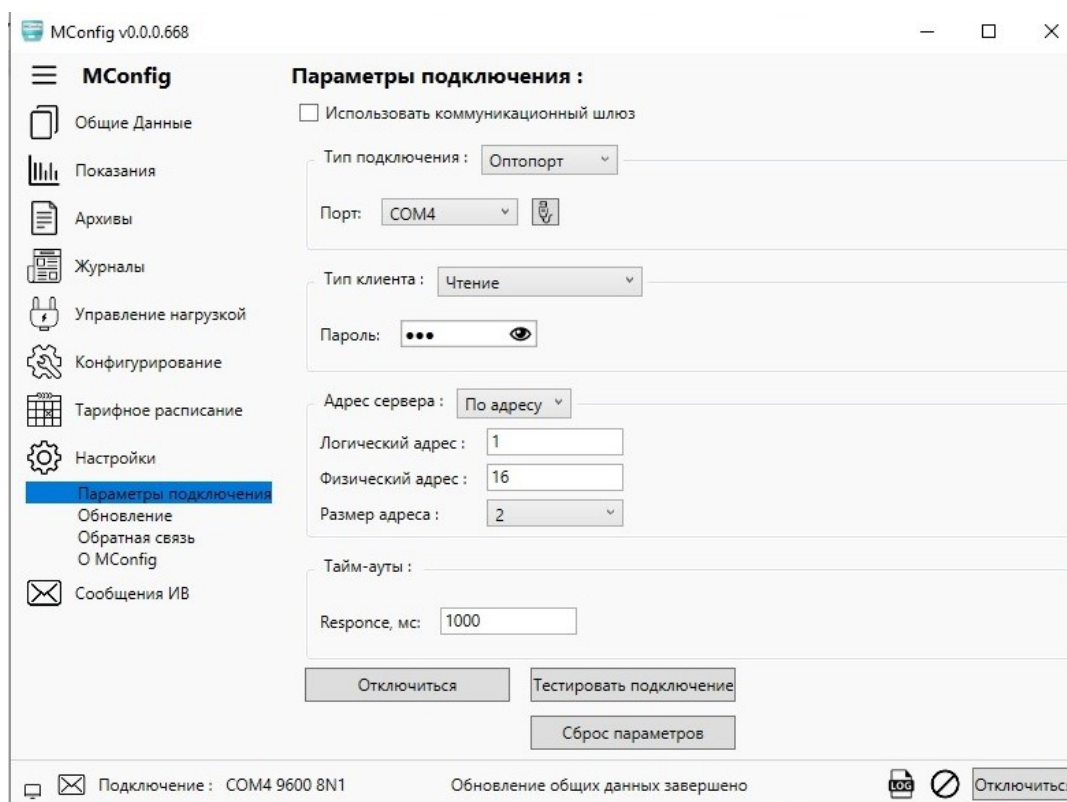 MConfig v0.0.0.668
MConfig
Общие Данные
Показания
Архивы
Журналы
Управление нагрузкой
Конфигурирование
Тарифное расписание
Настройки
Параметры подключения
Обновление
Обратная связь
О MConfig
Сообщения ИВ
Параметры подключения :
Использовать коммуникационный шлюз
Тип подключения : Оптопорт
Порт: COM4
Тип клиента : Чтение
Пароль: •••
Адрес сервера : По адресу
Логический адрес : 1
Физический адрес : 16
Размер адреса : 2
Тайм-ауты :
Responce, мс: 1000
Отключиться Тестировать подключение
Сброс параметров
Подключение : COM4 9600 8N1 Обновление общих данных завершено LOG Отключитьс